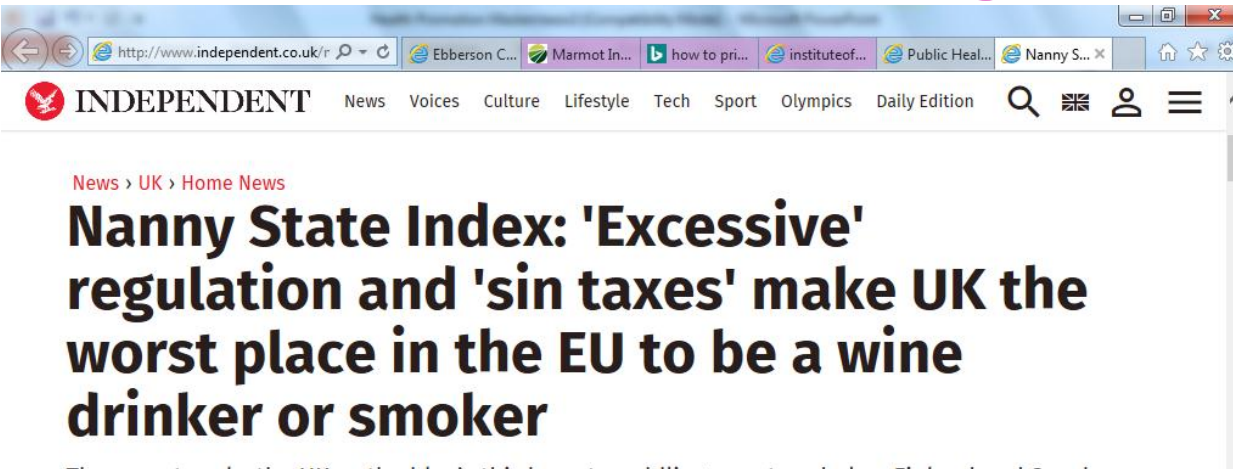 http://www.independent.co.uk/r
Ebberson C...
Marmot In...
how to pri...
instituteof...
Public Heal...
Nanny S...
INDEPENDENT
News Voices Culture Lifestyle Tech Sport Olympics Daily Edition
News › UK › Home News
Nanny State Index: 'Excessive'
regulation and 'sin taxes' make UK the
worst place in the EU to be a wine
drinker or smoker